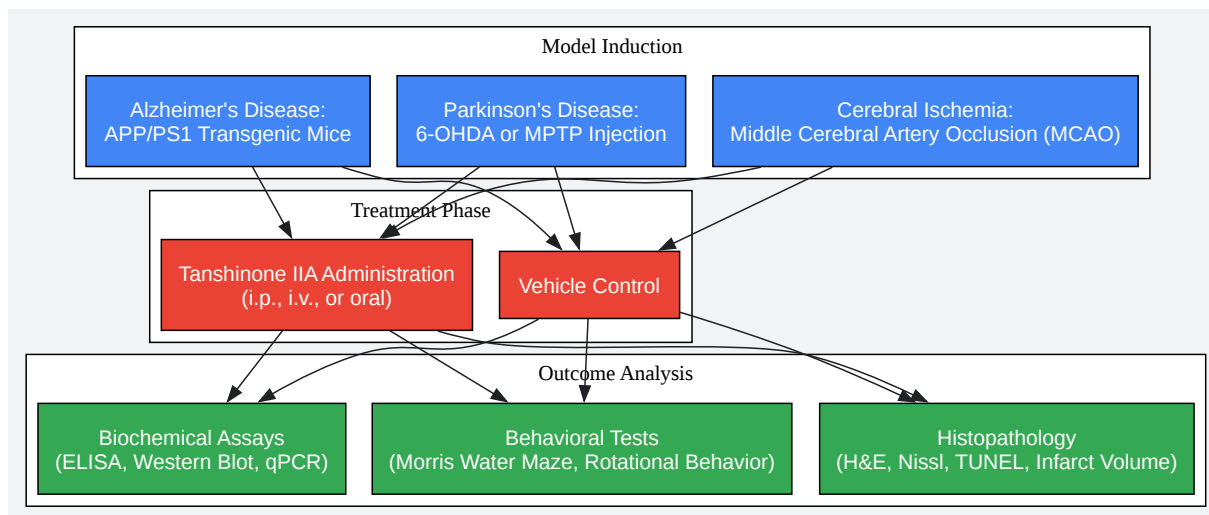 Model Induction
Alzheimer's Disease:
APP/PS1 Transgenic Mice
Parkinson's Disease:
6-OHDA or MPTP Injection
Cerebral Ischemia:
Middle Cerebral Artery Occlusion (MCAO)
Treatment Phase
Tanshinone IIA Administration
(i.p., i.v., or oral)
Vehicle Control
Outcome Analysis
Biochemical Assays
(ELISA, Western Blot, qPCR)
Behavioral Tests
(Morris Water Maze, Rotational Behavior)
Histopathology
(H&E, Nissl, TUNEL, Infarct Volume)